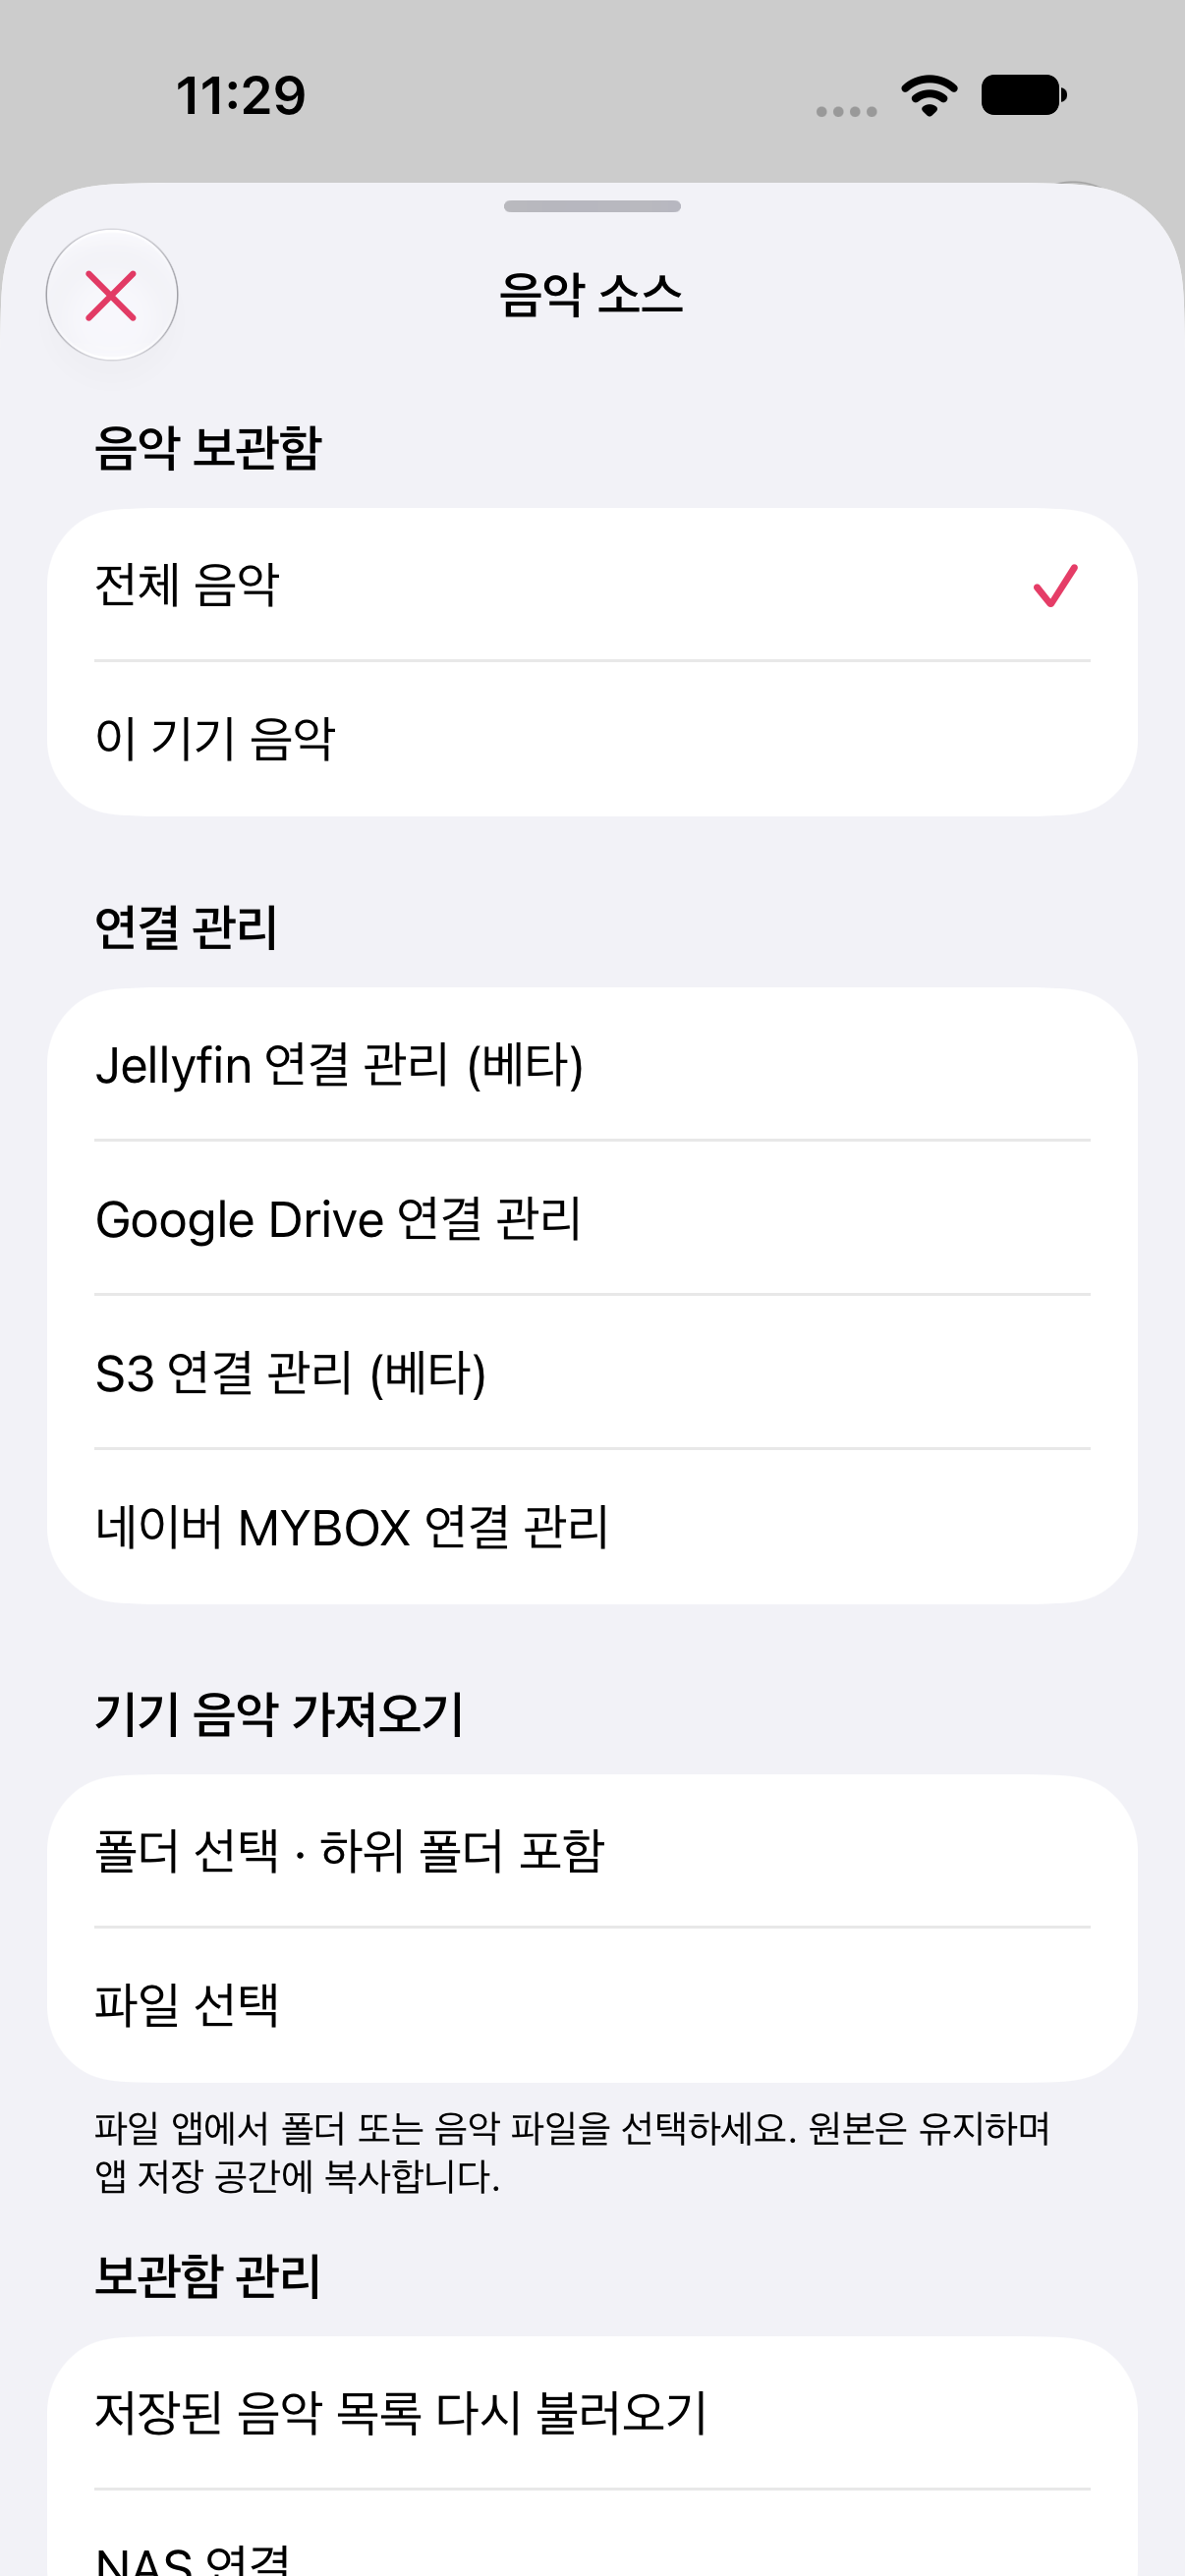 11:29
음악 소스
음악 보관함
전체 음악
이 기기 음악
연결 관리
Jellyfin 연결 관리 (베타)
Google Drive 연결 관리
S3 연결 관리 (베타)
네이버 MYBOX 연결 관리
기기 음악 가져오기
폴더 선택 · 하위 폴더 포함
파일 선택
파일 앱에서 폴더 또는 음악 파일을 선택하세요. 원본은 유지하며
앱 저장 공간에 복사합니다.
보관함 관리
저장된 음악 목록 다시 불러오기
NAS 연결